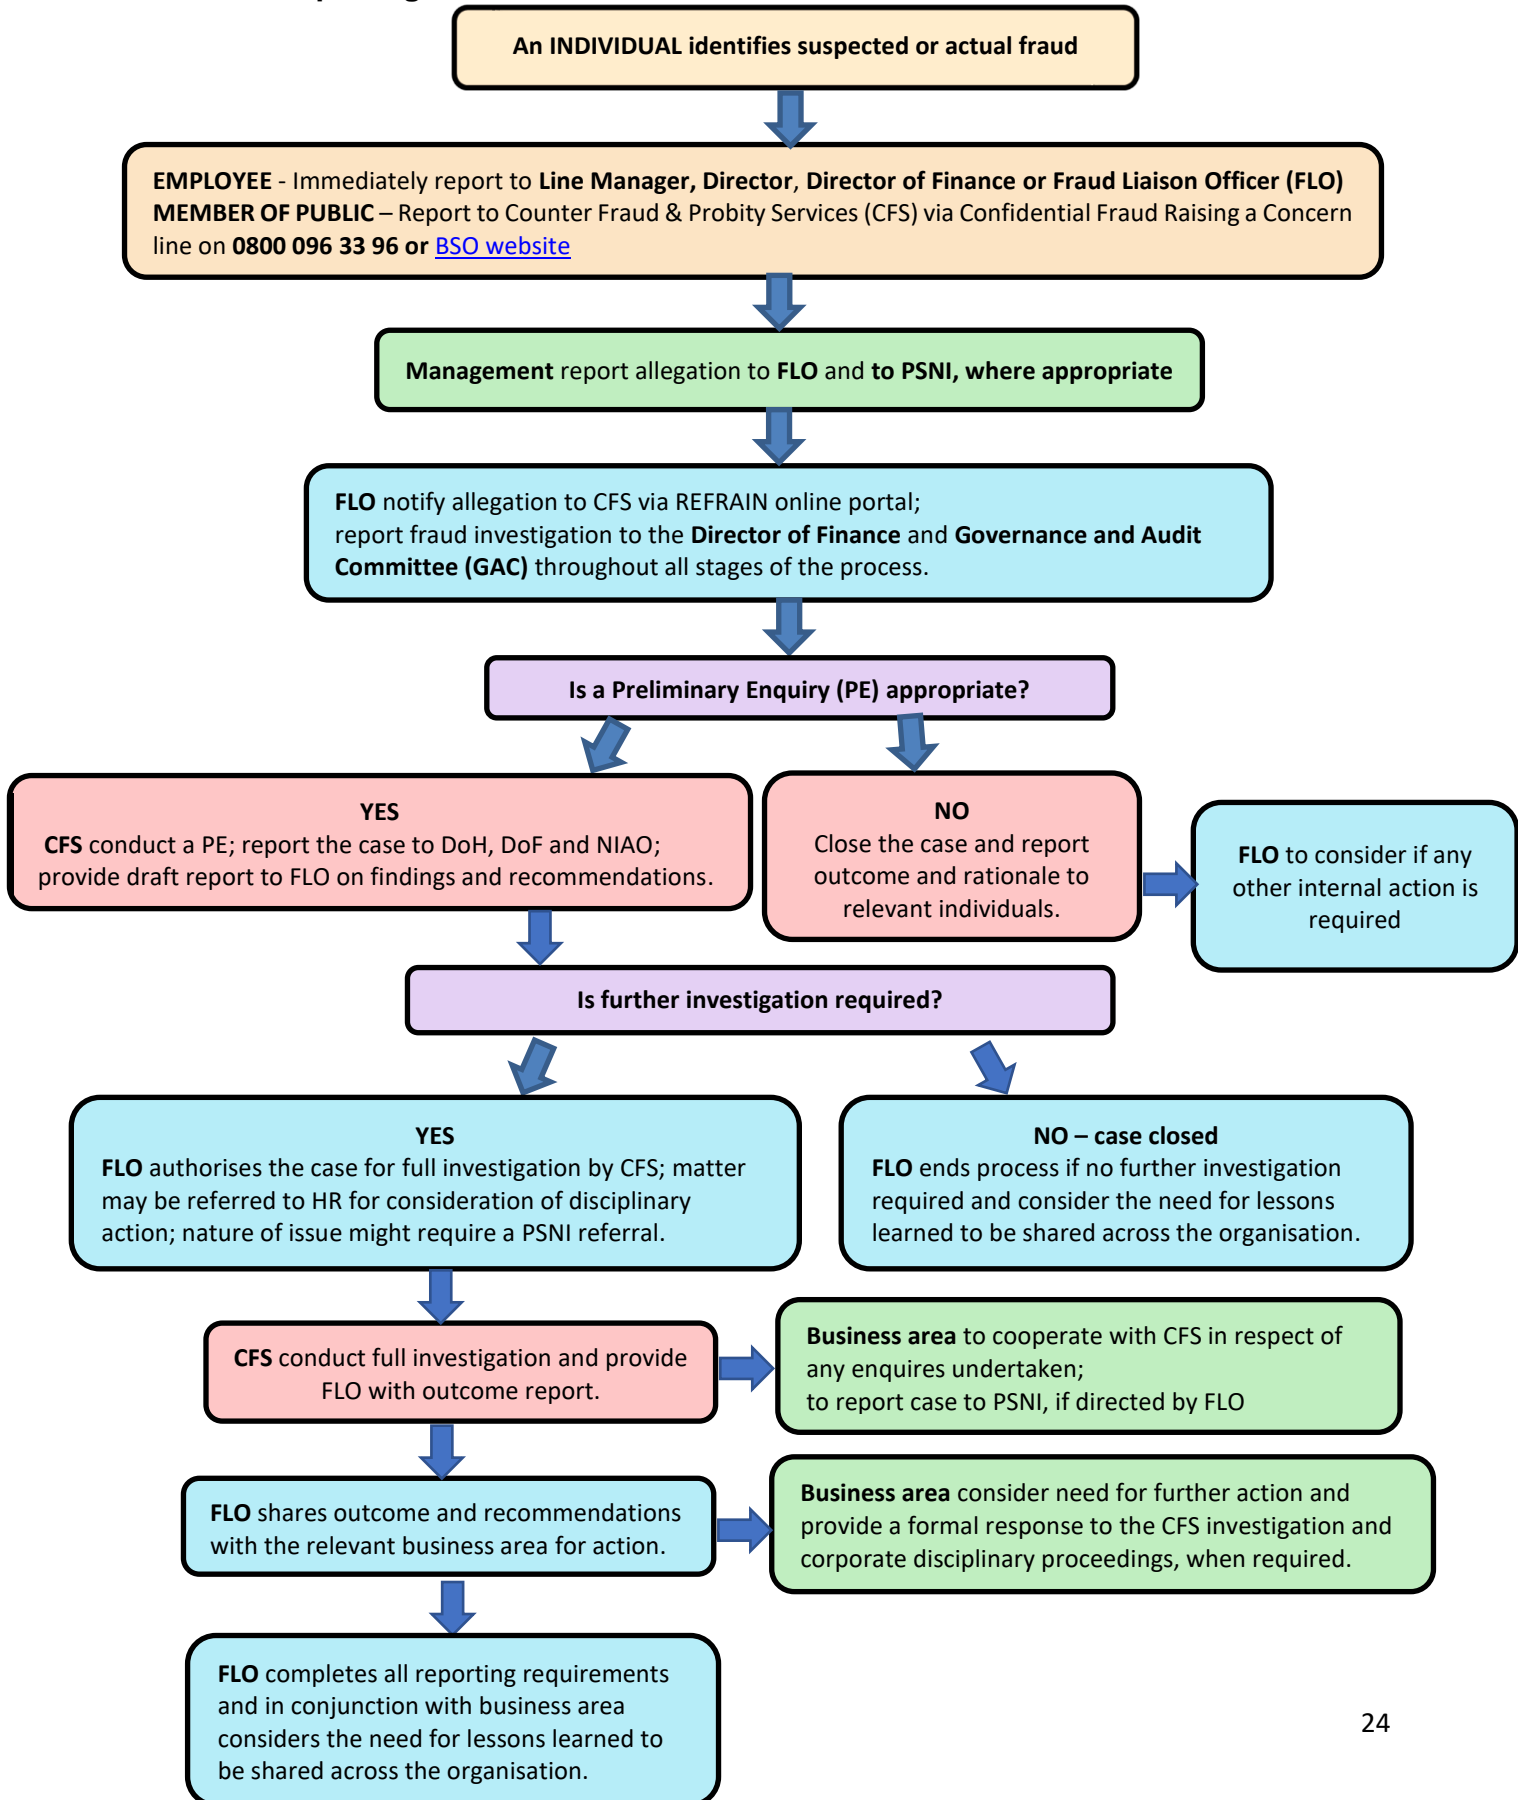 An INDIVIDUAL identifies suspected or actual fraud
EMPLOYEE - Immediately report to Line Manager, Director, Director of Finance or Fraud Liaison Officer (FLO)
MEMBER OF PUBLIC – Report to Counter Fraud & Probity Services (CFS) via Confidential Fraud Raising a Concern
line on 0800 096 33 96 or BSO website
Management report allegation to FLO and to PSNI, where appropriate
FLO notify allegation to CFS via REFRAIN online portal;
report fraud investigation to the Director of Finance and Governance and Audit
Committee (GAC) throughout all stages of the process.
Is a Preliminary Enquiry (PE) appropriate?
YES
CFS conduct a PE; report the case to DoH, DoF and NIAO;
provide draft report to FLO on findings and recommendations.
NO
Close the case and report
outcome and rationale to
relevant individuals.
FLO to consider if any
other internal action is
required
Is further investigation required?
YES
FLO authorises the case for full investigation by CFS; matter
may be referred to HR for consideration of disciplinary
action; nature of issue might require a PSNI referral.
NO – case closed
FLO ends process if no further investigation
required and consider the need for lessons
learned to be shared across the organisation.
CFS conduct full investigation and provide
FLO with outcome report.
Business area to cooperate with CFS in respect of
any enquires undertaken;
to report case to PSNI, if directed by FLO
FLO shares outcome and recommendations
with the relevant business area for action.
Business area consider need for further action and
provide a formal response to the CFS investigation and
corporate disciplinary proceedings, when required.
FLO completes all reporting requirements
and in conjunction with business area
considers the need for lessons learned to
be shared across the organisation.
24